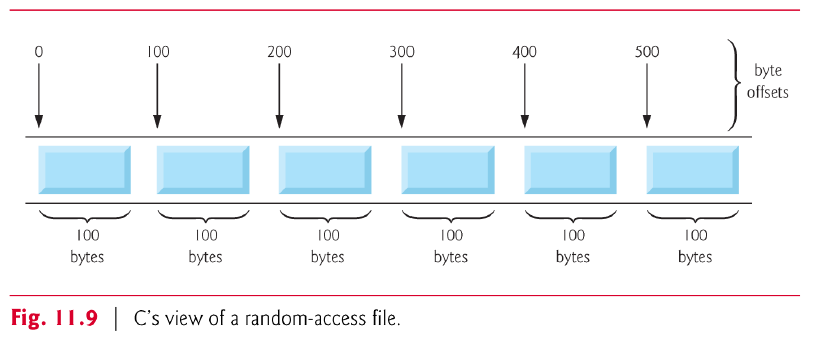 0 100 200 300 400 500
byte
offsets
100 100 100 100 100 100
bytes bytes bytes bytes bytes bytes
Fig. 11.9 | C's view of a random-access file.